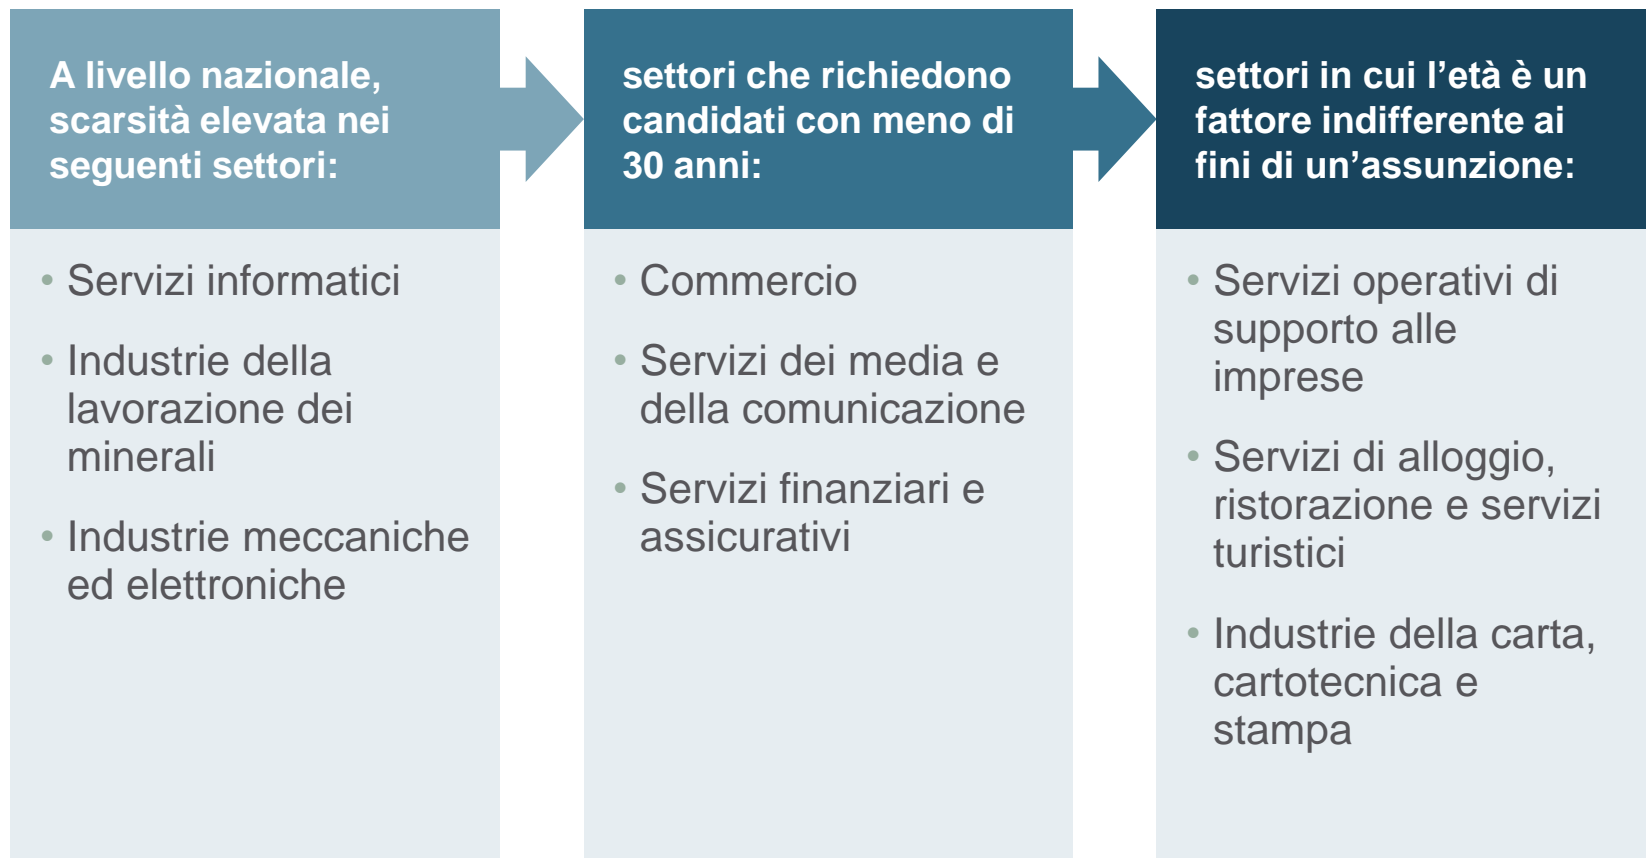 A livello nazionale,
scarsità elevata nei
seguenti settori:
• Servizi informatici
• Industrie della
lavorazione dei
minerali
• Industrie meccaniche
ed elettroniche
settori che richiedono
candidati con meno di
30 anni:
• Commercio
• Servizi dei media e
della comunicazione
• Servizi finanziari e
assicurativi
settori in cui l’età è un
fattore indifferente ai
fini di un’assunzione:
• Servizi operativi di
supporto alle
imprese
• Servizi di alloggio,
ristorazione e servizi
turistici
• Industrie della carta,
cartotecnica e
stampa